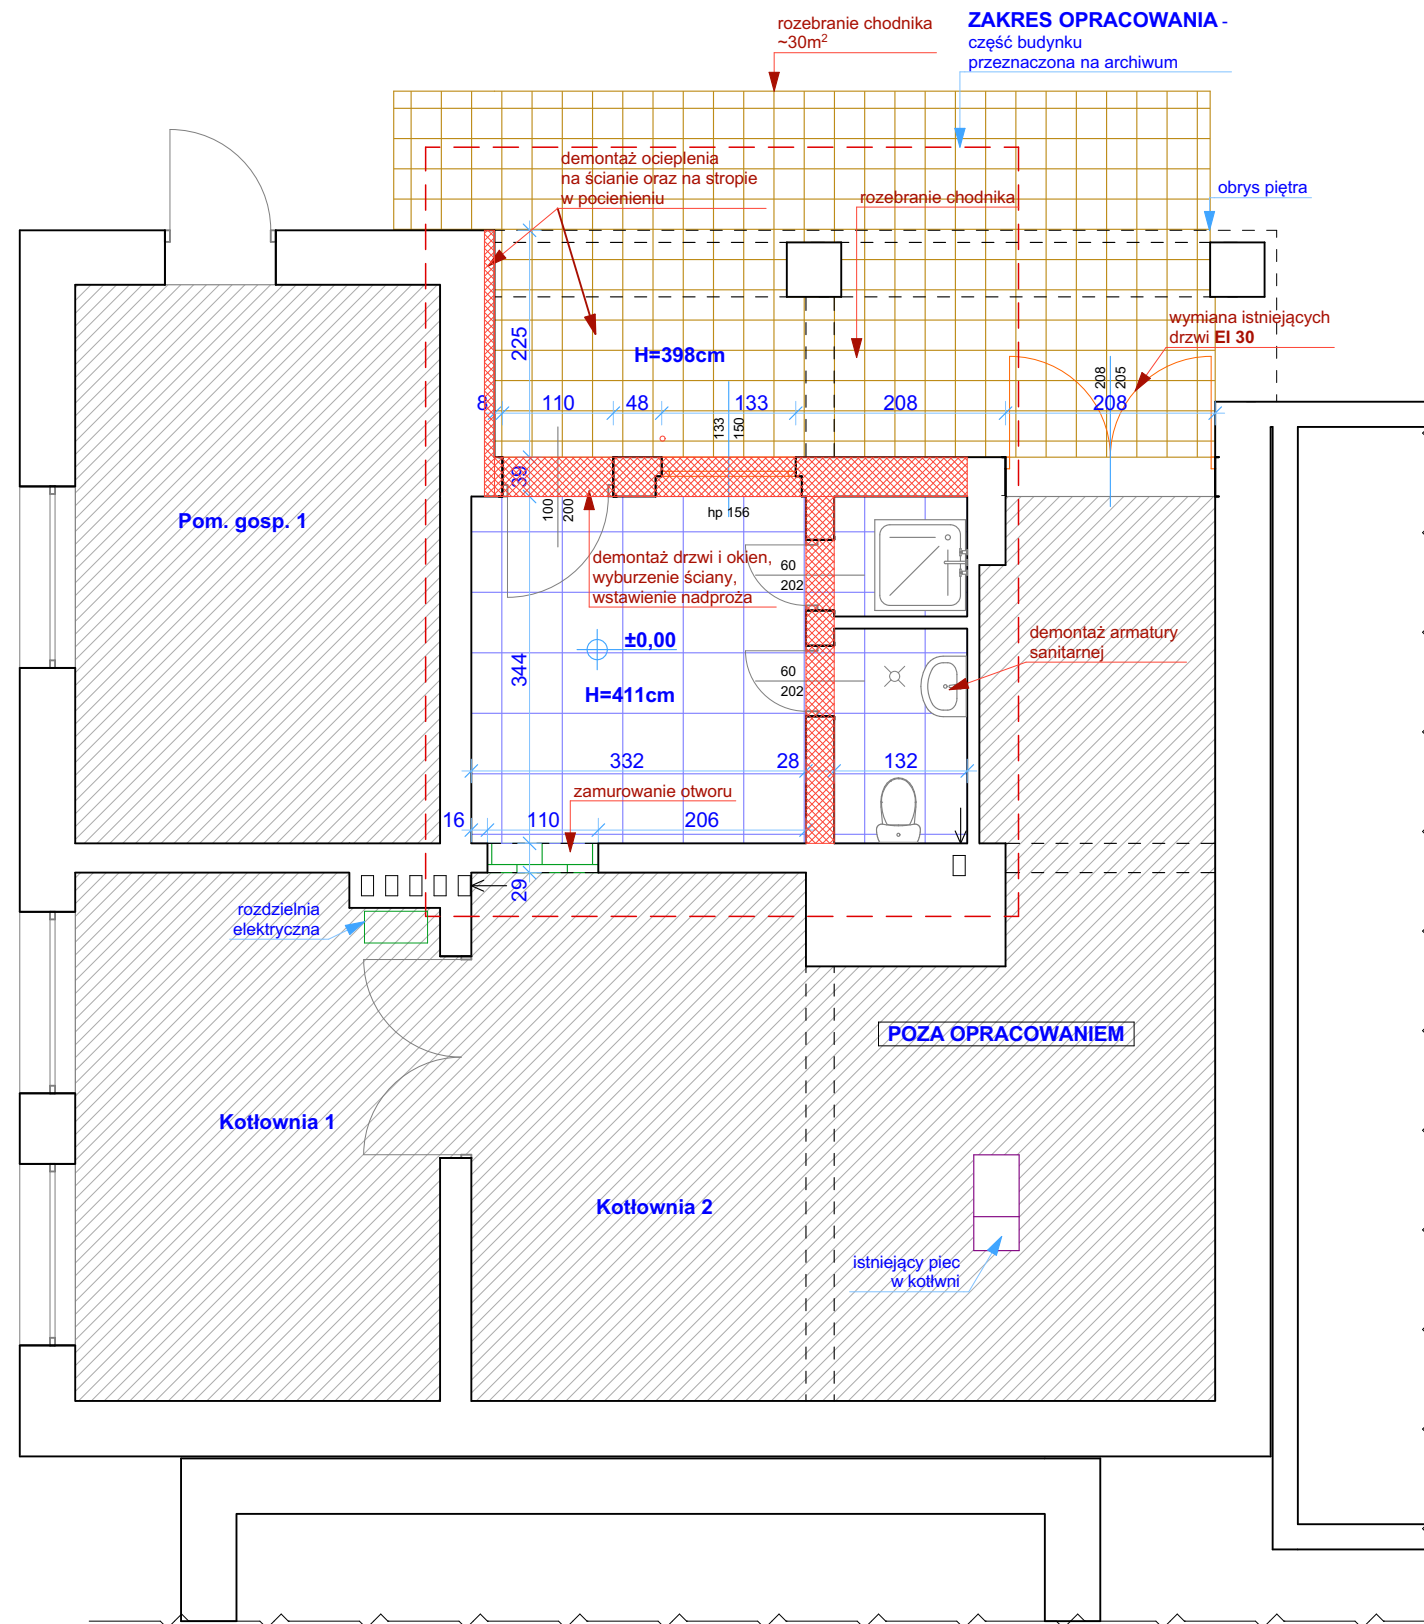 rozebranie chodnika
~30m²
ZAKRES OPRACOWANIA -
część budynku
przeznaczona na archiwum
demontaż ocieplenia
na ścianie oraz na stropie
w pocienieniu
rozebranie chodnika
obrys piętra
wymiana istniejących
drzwi EI 30
225
H=398cm
208
205
8
110
48
133
208
208
133
150
39
100
200
hp 156
Pom. gosp. 1
demontaż drzwi i okien,
wyburzenie ściany,
wstawienie nadproża
60
202
±0,00
344
H=411cm
60
202
demontaż armatury
sanitarnej
332
28
132
zamurowanie otworu
16
110
206
29
rozdzielnia
elektryczna
POZA OPRACOWANIEM
Kotłownia 1
Kotłownia 2
istniejący piec
w kotłwni